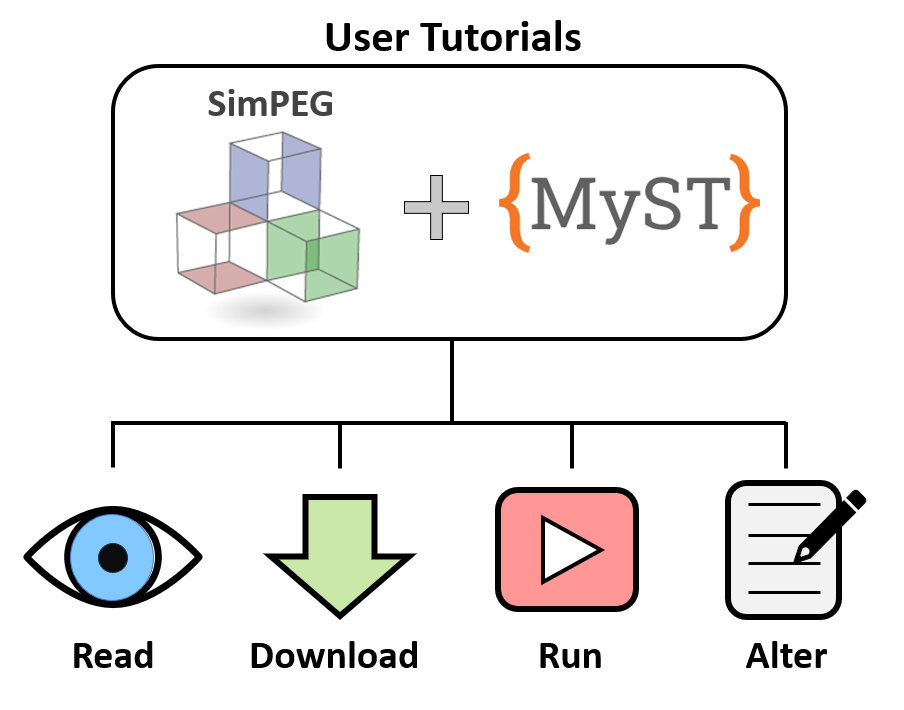 User Tutorials
SimPEG
{MyST}
Read
Download
Run
Alter